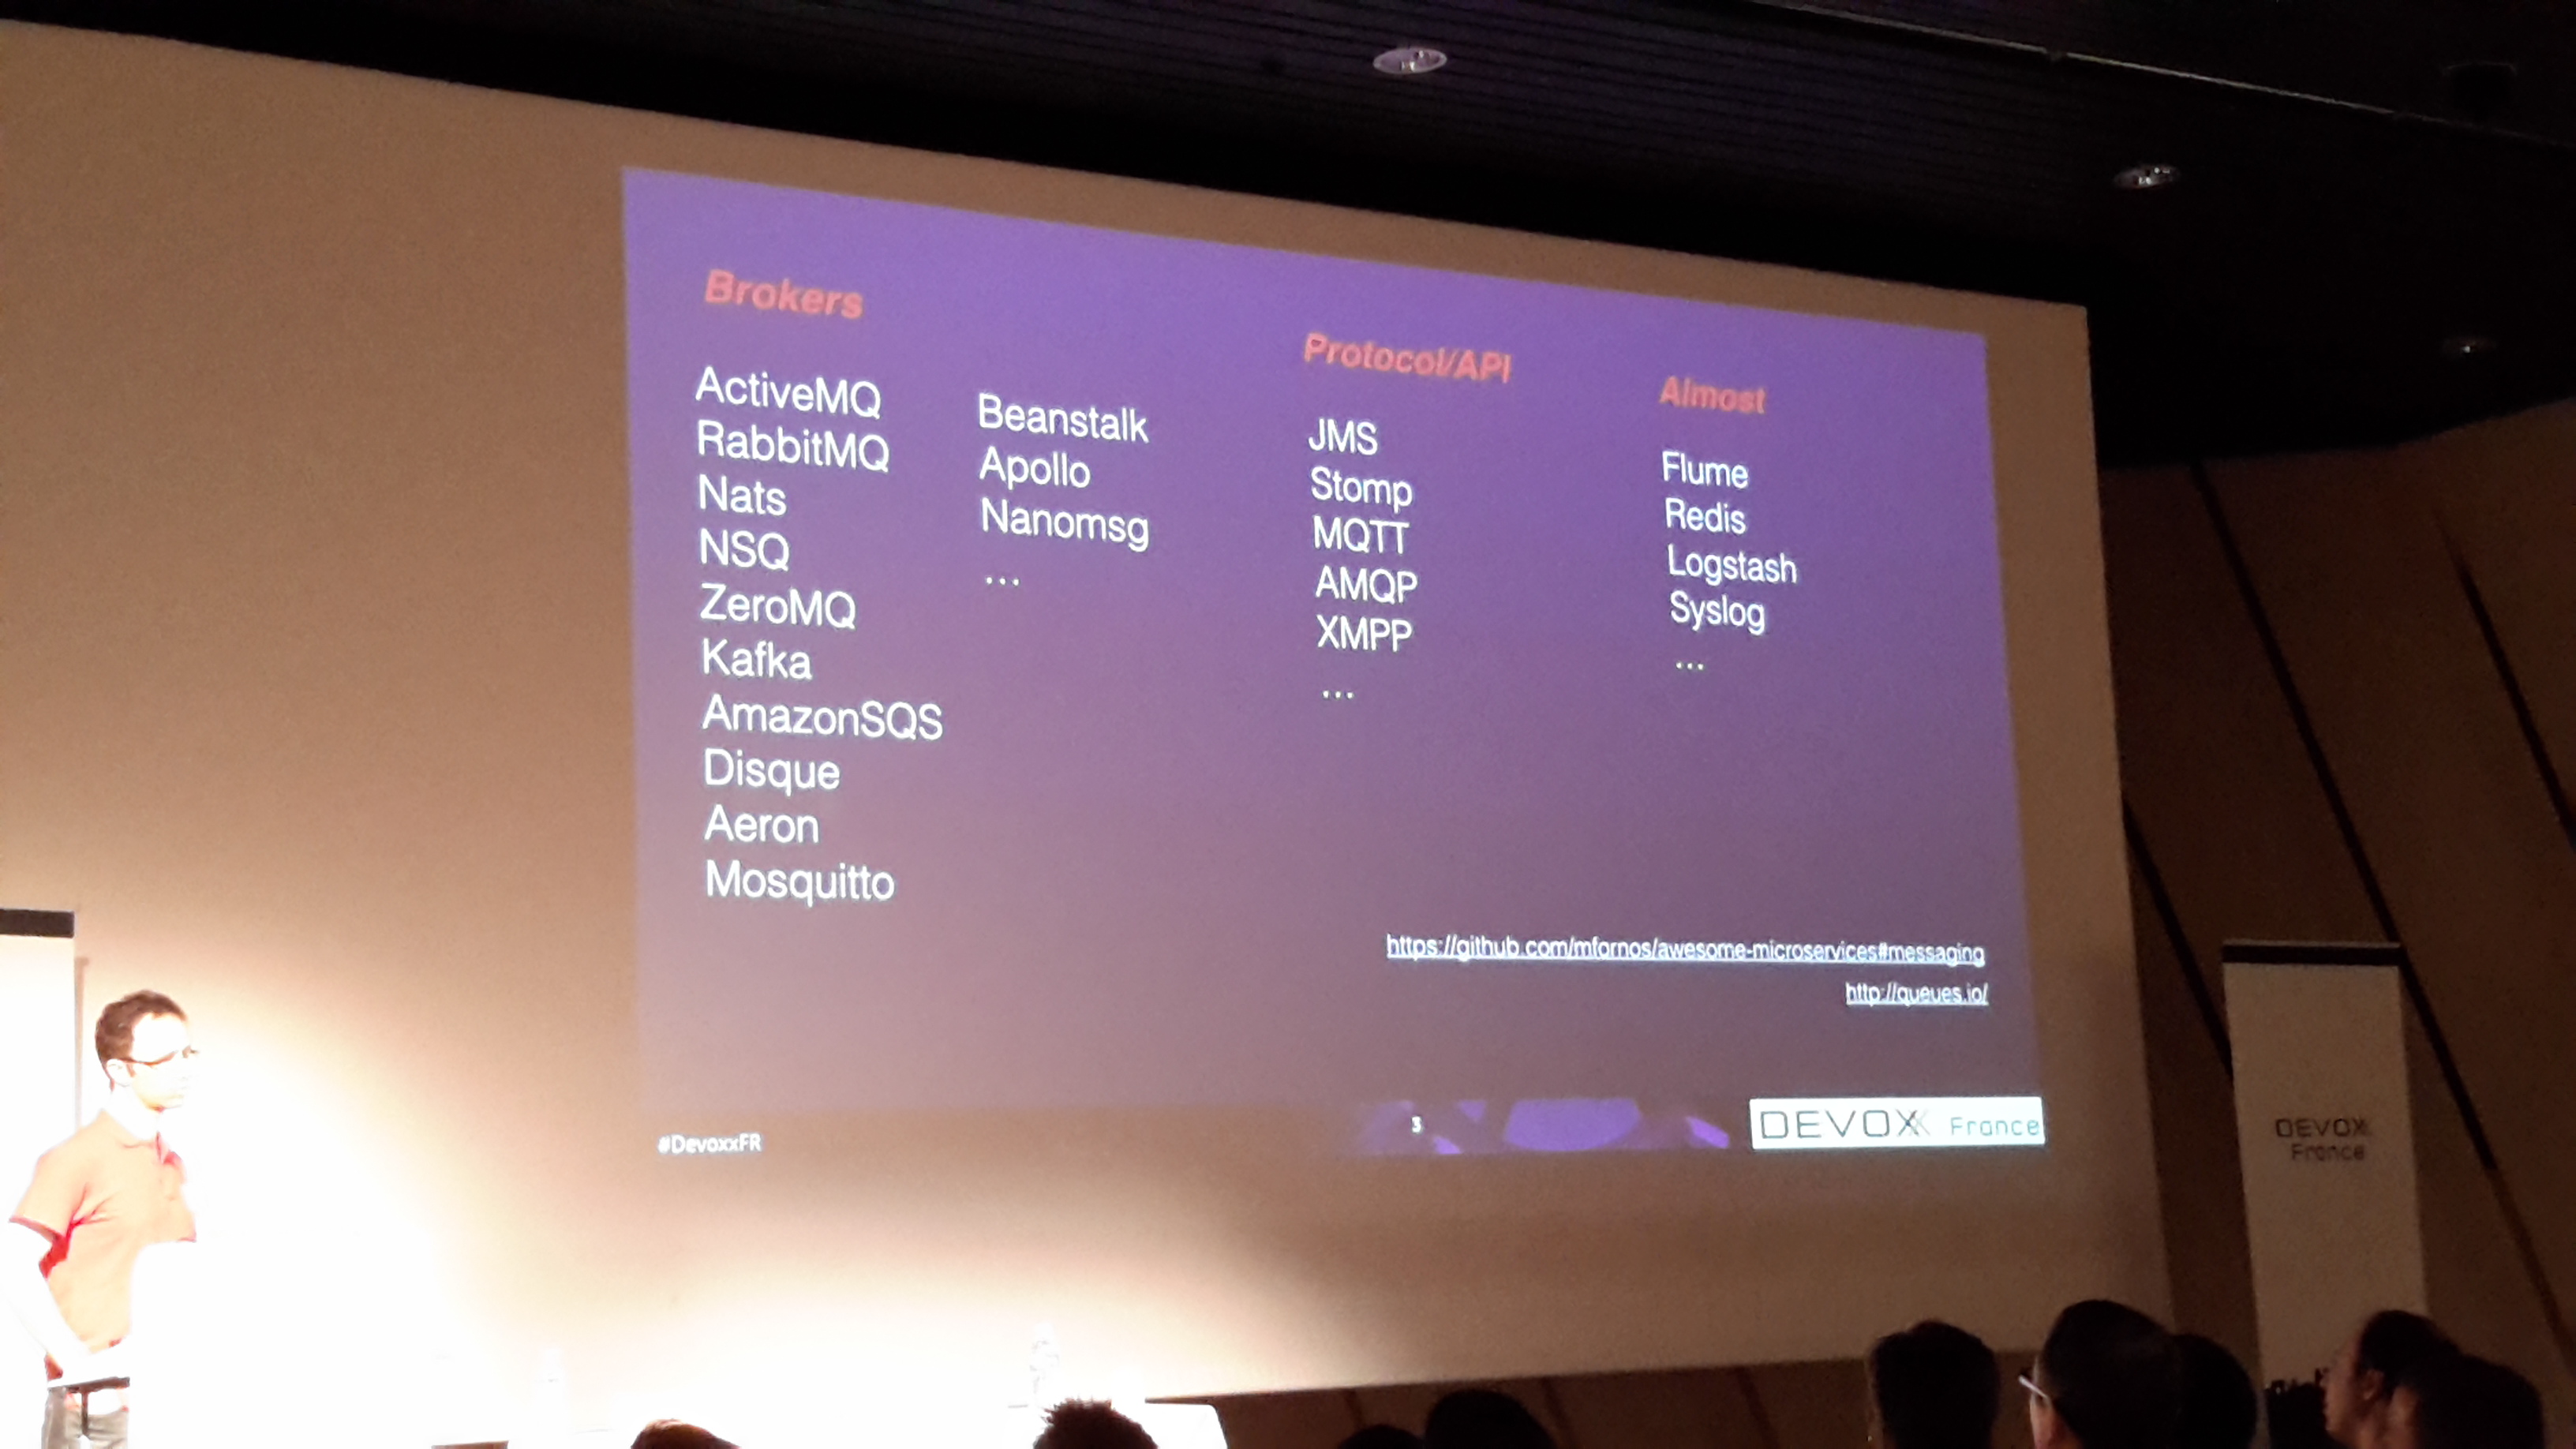 Brokers
ActiveMQ
RabbitMQ
Nats
NSQ
ZeroMQ
Kafka
AmazonSQS
Disque
Aeron
Mosquitto
Beanstalk
Apollo
Nanomsg
...
Protocol/API
JMS
Stomp
MQTT
AMQP
XMPP
...
Almost
Flume
Redis
Logstash
Syslog
...
https://github.com/mfornos/awesome-microservices#messaging
http://queues.io/
#DevoxxFR
3
DEVOXX France
DEVOXX
France